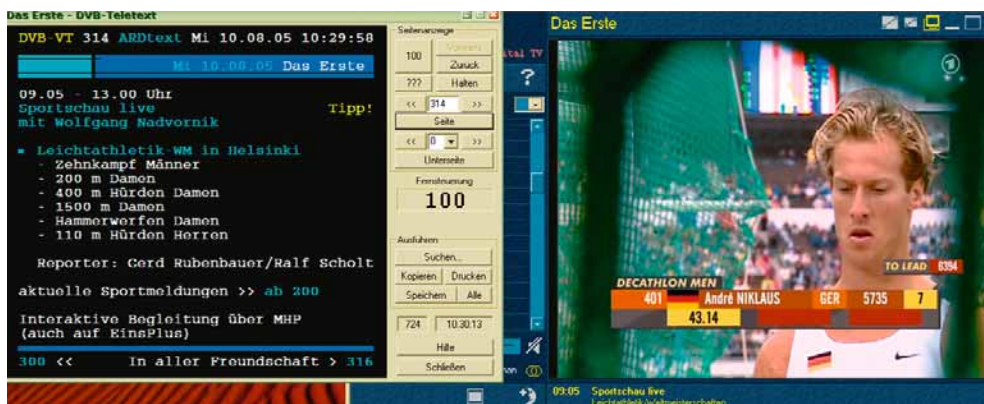 Das Erste - DVB-Teletext
DVB-VT 314 ARDtext Mi 10.08.05 10:29:58
Mi 10.08.05 Das Erste
09.05 - 13.00 Uhr
Sportschau live Tipp!
mit Wolfgang Nadvornik
Leichtathletik-WM in Helsinki
- Zehnkampf Männer
- 200 m Damen
- 400 m Hürden Damen
- 1500 m Damen
- Hammerwerfen Damen
- 110 m Hürden Herren
Reporter: Gerd Rubenbauer/Ralf Scholt
aktuelle Sportmeldungen >> ab 200
Interaktive Begleitung über MHP
(auch auf EinsPlus)
300 << In aller Freundschaft > 316
Seitenanzeige
100
Zurück
??? Halten
<< 314 >>
Seite
<< 0 >>
Unterseite
Fernsteuerung
100
Ausführen
Suchen...
Kopieren Drucken
Speichern Alle
724 10:30:13
Hilfe
Schließen
ital TV
?
Das Erste
TO LEAD 6394
DECATHLON MEN
401 André NIKLAUS GER 5735 7
43.14
09:05 Sportschau live
Leichtathletik-Weltmeisterschaften